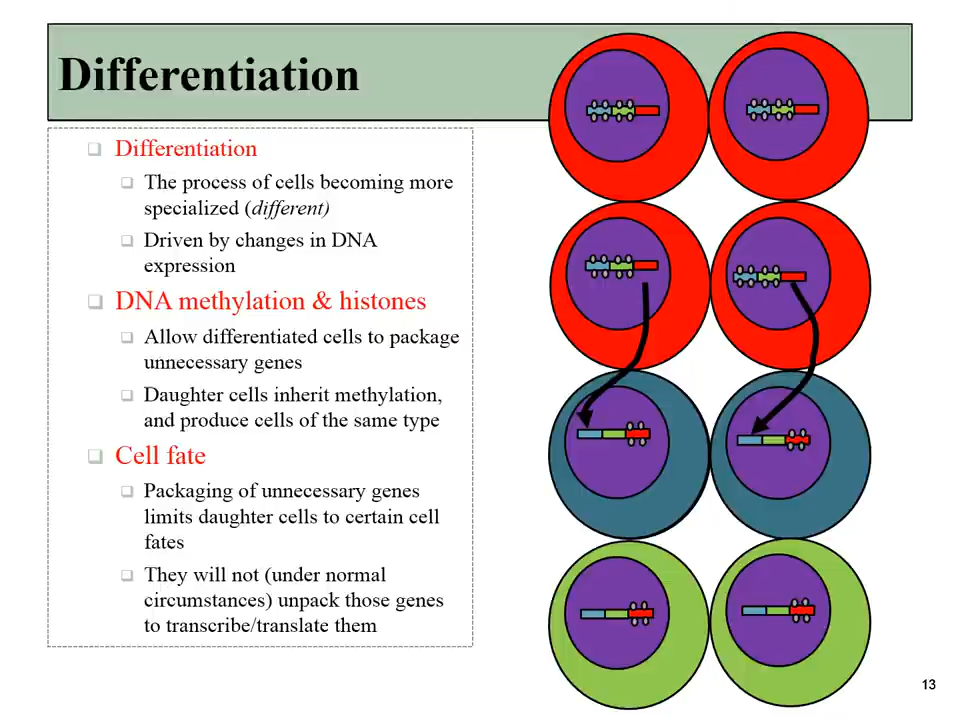 Differentiation
Differentiation
The process of cells becoming more
specialized (different)
Driven by changes in DNA
expression
DNA methylation & histones
Allow differentiated cells to package
unnecessary genes
Daughter cells inherit methylation,
and produce cells of the same type
Cell fate
Packaging of unnecessary genes
limits daughter cells to certain cell
fates
They will not (under normal
circumstances) unpack those genes
to transcribe/translate them
13